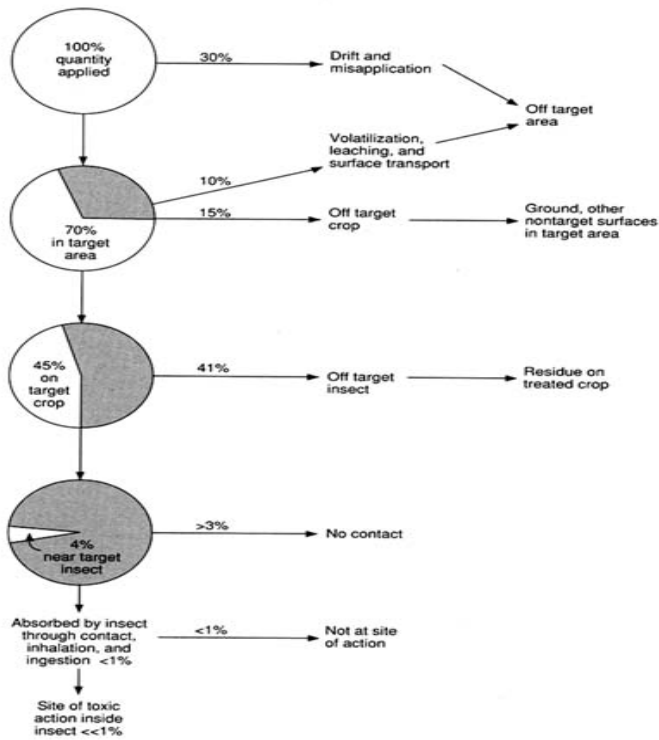 100%
quantity
applied
30%
Drift and
misapplication
Off target
area
Volatilization,
leaching, and
surface transport
10%
70%
in target
area
15%
Off target
crop
Ground, other
nontarget surfaces
in target area
45%
on
target
crop
41%
Off target
insect
Residue on
treated crop
4%
near target
insect
>3%
No contact
Absorbed by insect
through contact,
inhalation, and
ingestion <1%
<1%
Not at site
of action
Site of toxic
action inside
insect <<1%